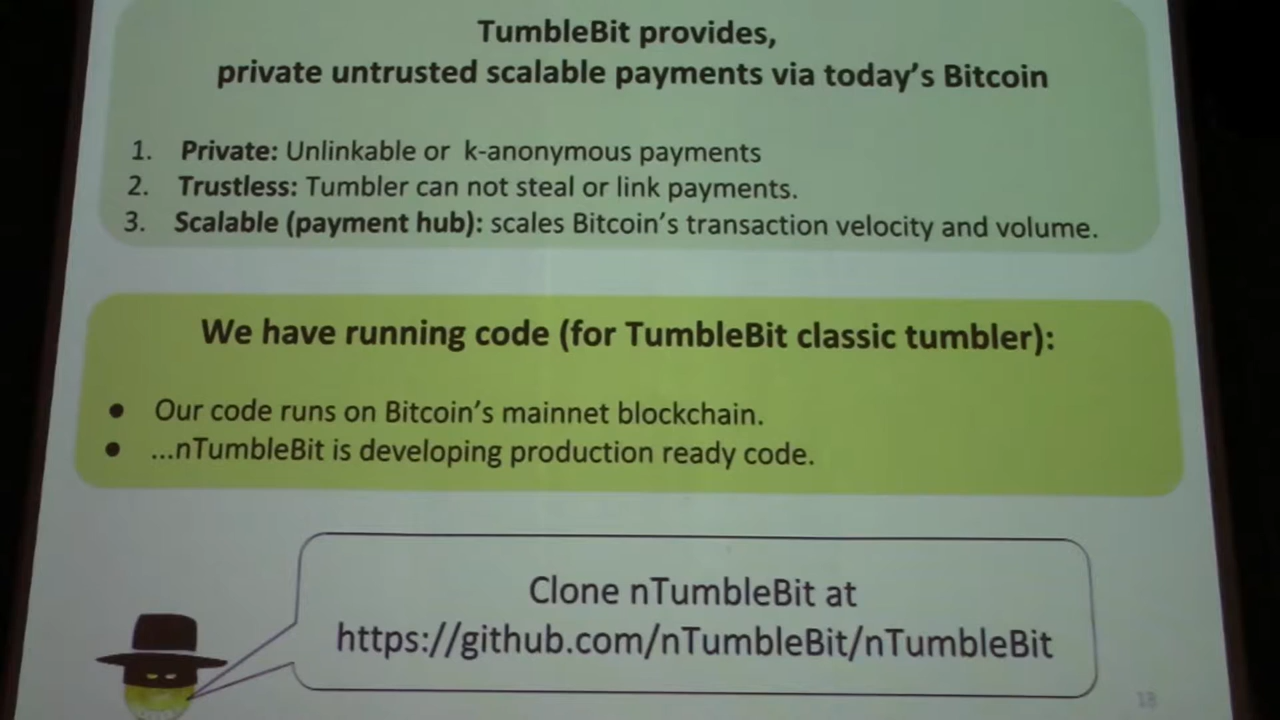 TumbleBit provides,
private untrusted scalable payments via today's Bitcoin
1. Private: Unlinkable or k-anonymous payments
2. Trustless: Tumbler can not steal or link payments.
3. Scalable (payment hub): scales Bitcoin's transaction velocity and volume.
We have running code (for TumbleBit classic tumbler):
● Our code runs on Bitcoin's mainnet blockchain.
● ...nTumbleBit is developing production ready code.
Clone nTumbleBit at
https://github.com/nTumbleBit/nTumbleBit
18